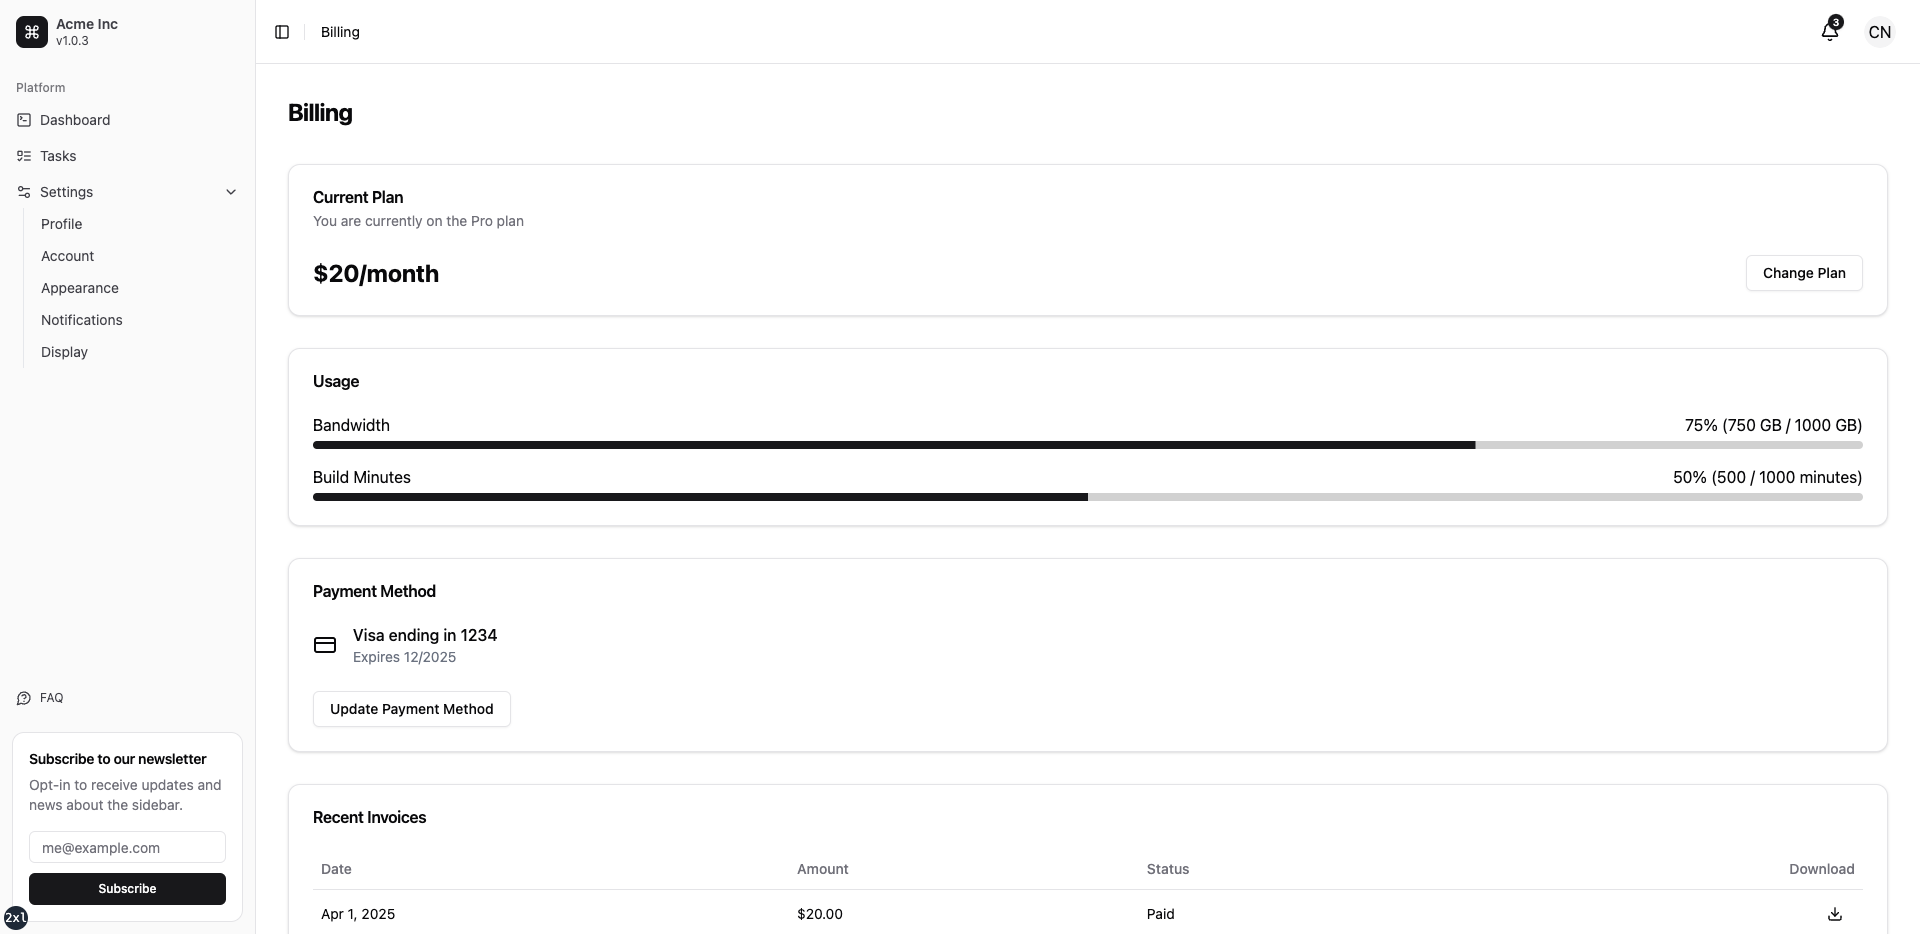 Acme Inc
v1.0.3
Platform
Dashboard
Tasks
Settings
Profile
Account
Appearance
Notifications
Display
FAQ
Subscribe to our newsletter
Opt-in to receive updates and
news about the sidebar.
me@example.com
Subscribe
2xl
Billing
3
CN
Billing
Current Plan
You are currently on the Pro plan
$20/month
Change Plan
Usage
Bandwidth
75% (750 GB / 1000 GB)
Build Minutes
50% (500 / 1000 minutes)
Payment Method
Visa ending in 1234
Expires 12/2025
Update Payment Method
Recent Invoices
Date Amount Status Download
Apr 1, 2025 $20.00 Paid